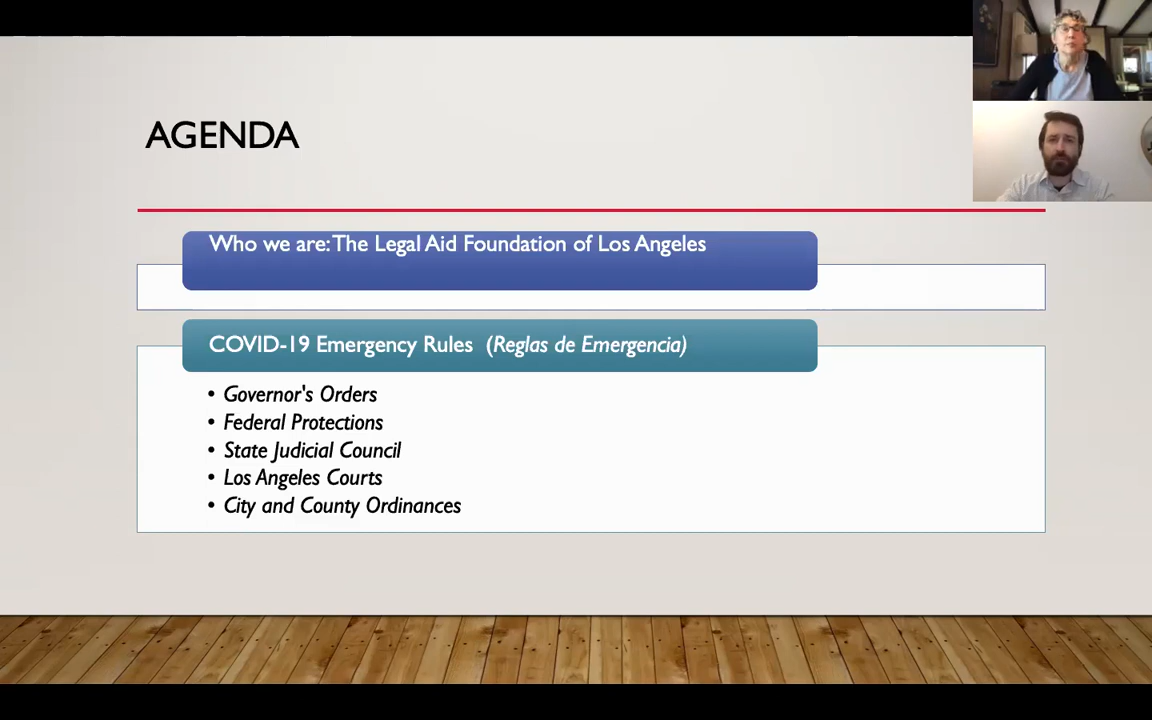 AGENDA
Who we are: The Legal Aid Foundation of Los Angeles
COVID-19 Emergency Rules (Reglas de Emergencia)
• Governor's Orders
• Federal Protections
• State Judicial Council
• Los Angeles Courts
• City and County Ordinances